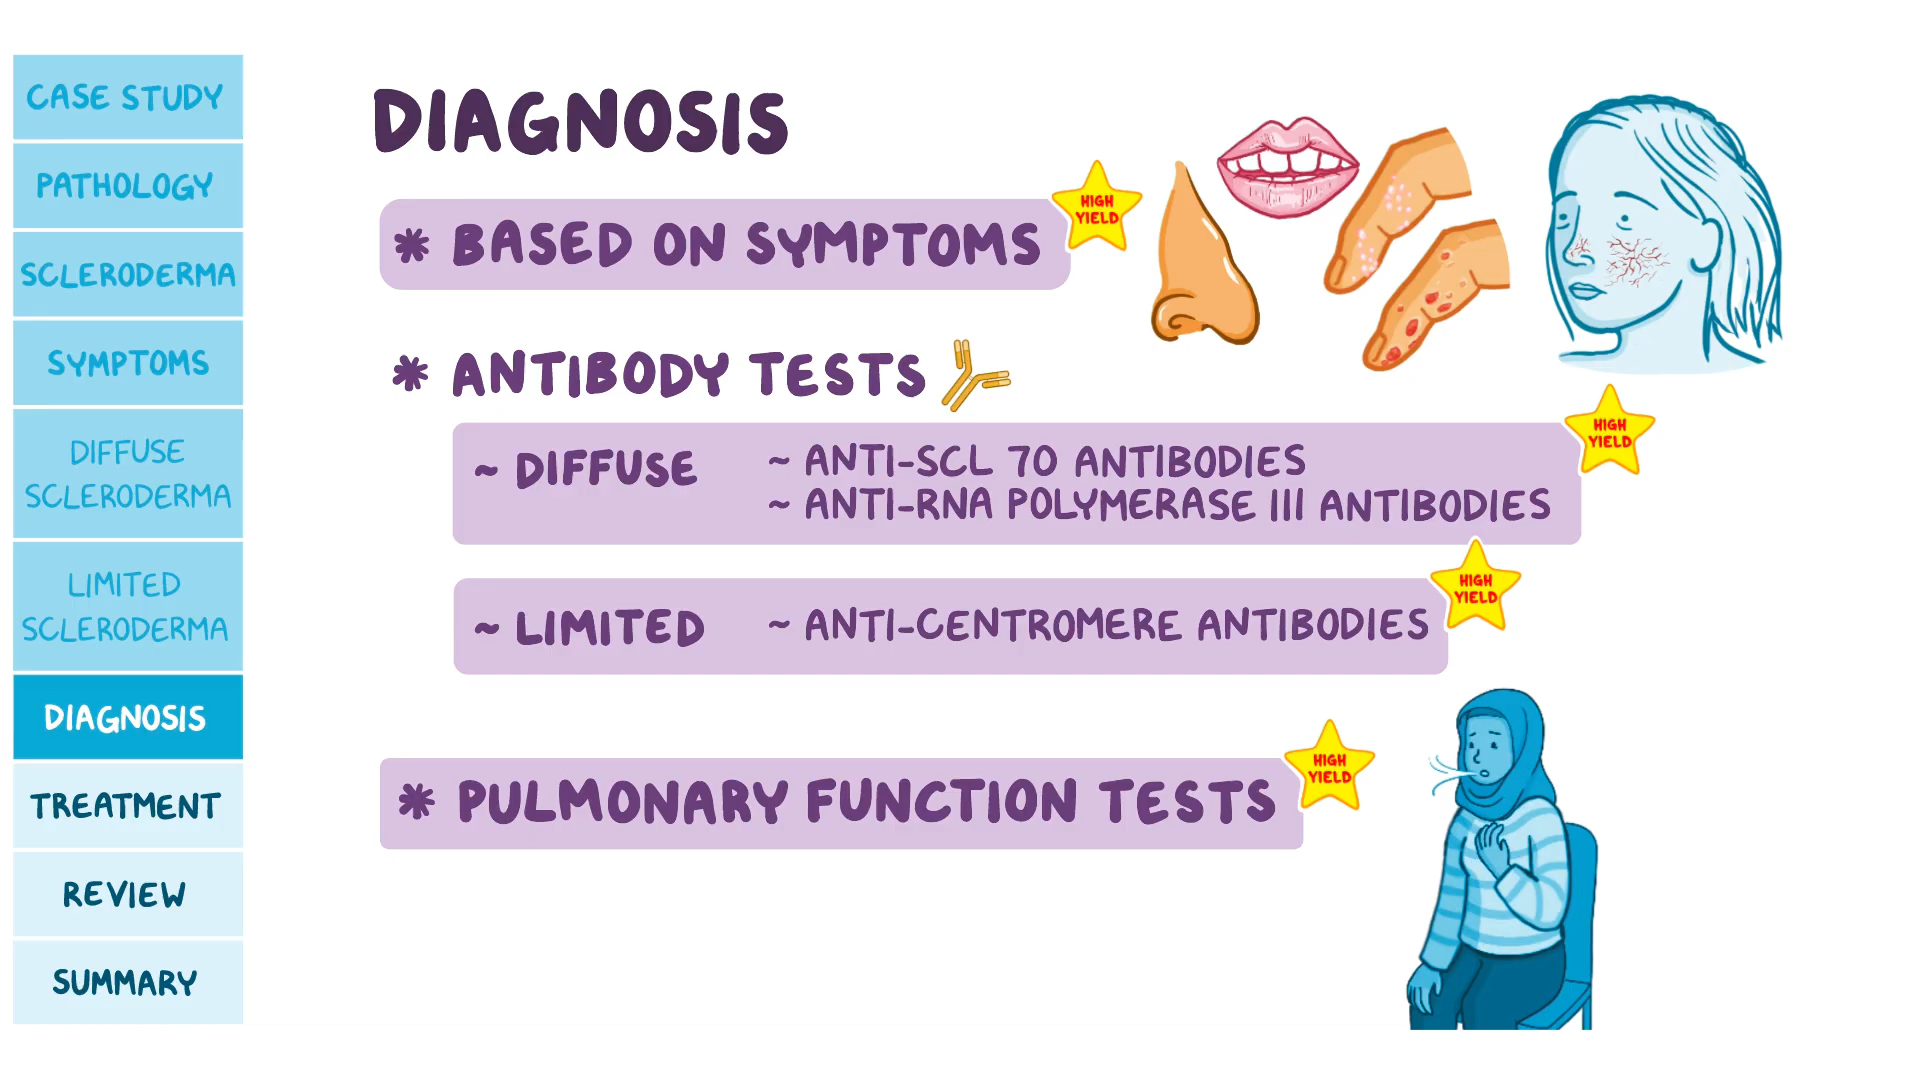 CASE STUDY
PATHOLOGY
SCLERODERMA
SYMPTOMS
DIFFUSE
SCLERODERMA
LIMITED
SCLERODERMA
DIAGNOSIS
TREATMENT
REVIEW
SUMMARY
DIAGNOSIS
* BASED ON SYMPTOMS
HIGH
YIELD
* ANTIBODY TESTS
~ DIFFUSE
~ ANTI-SCL 70 ANTIBODIES
~ ANTI-RNA POLYMERASE III ANTIBODIES
HIGH
YIELD
~ LIMITED ~ ANTI-CENTROMERE ANTIBODIES
HIGH
YIELD
* PULMONARY FUNCTION TESTS
HIGH
YIELD